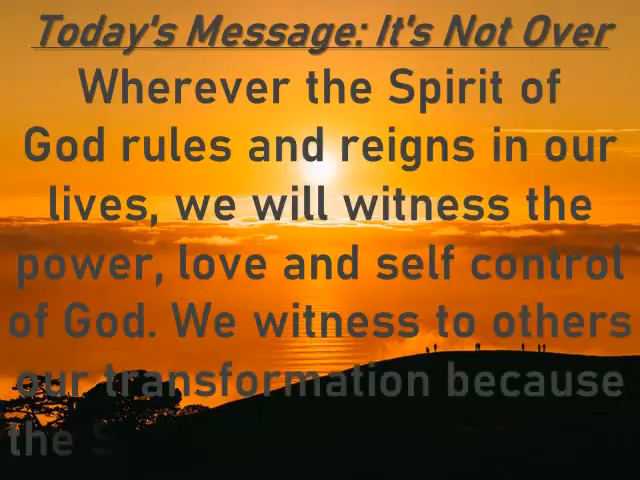 Today's Message: It's Not Over
Wherever the Spirit of
God rules and reigns in our
lives, we will witness the
power, love and self control
of God. We witness to others
our transformation because
the S